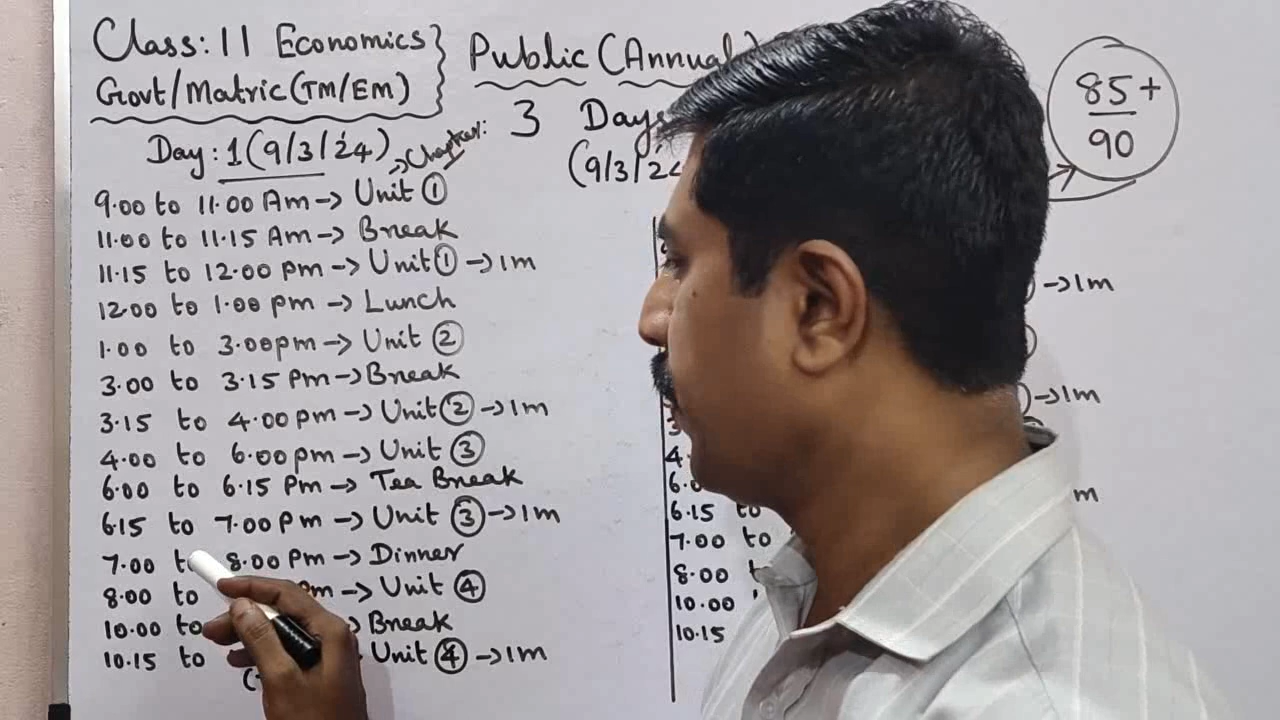 Class: 11 Economics
Govt/Matric(TM/EM)
Public (Annual)
3 Days
(9/3/24
85+
90
Day: 1 (9/3/24)
Chapter: 1
9.00 to 11.00 Am → Unit ①
11.00 to 11.15 Am → Break
11.15 to 12.00 pm → Unit ① → 1m
12.00 to 1.00 pm → Lunch
1.00 to 3.00pm → Unit ②
3.00 to 3.15 Pm → Break
3.15 to 4.00 pm → Unit ② → 1m
4.00 to 6.00pm → Unit ③
6.00 to 6.15 Pm → Tea Break
6.15 to 7.00 Pm → Unit ③ → 1m
7.00 to 8.00 Pm → Dinner
8.00 to Pm → Unit ④
10.00 to → Break
10.15 to Unit ④ → 1m
→ 1m
→ 1m
m
6.15 to
7.00 to
8.00
10.00
10.15